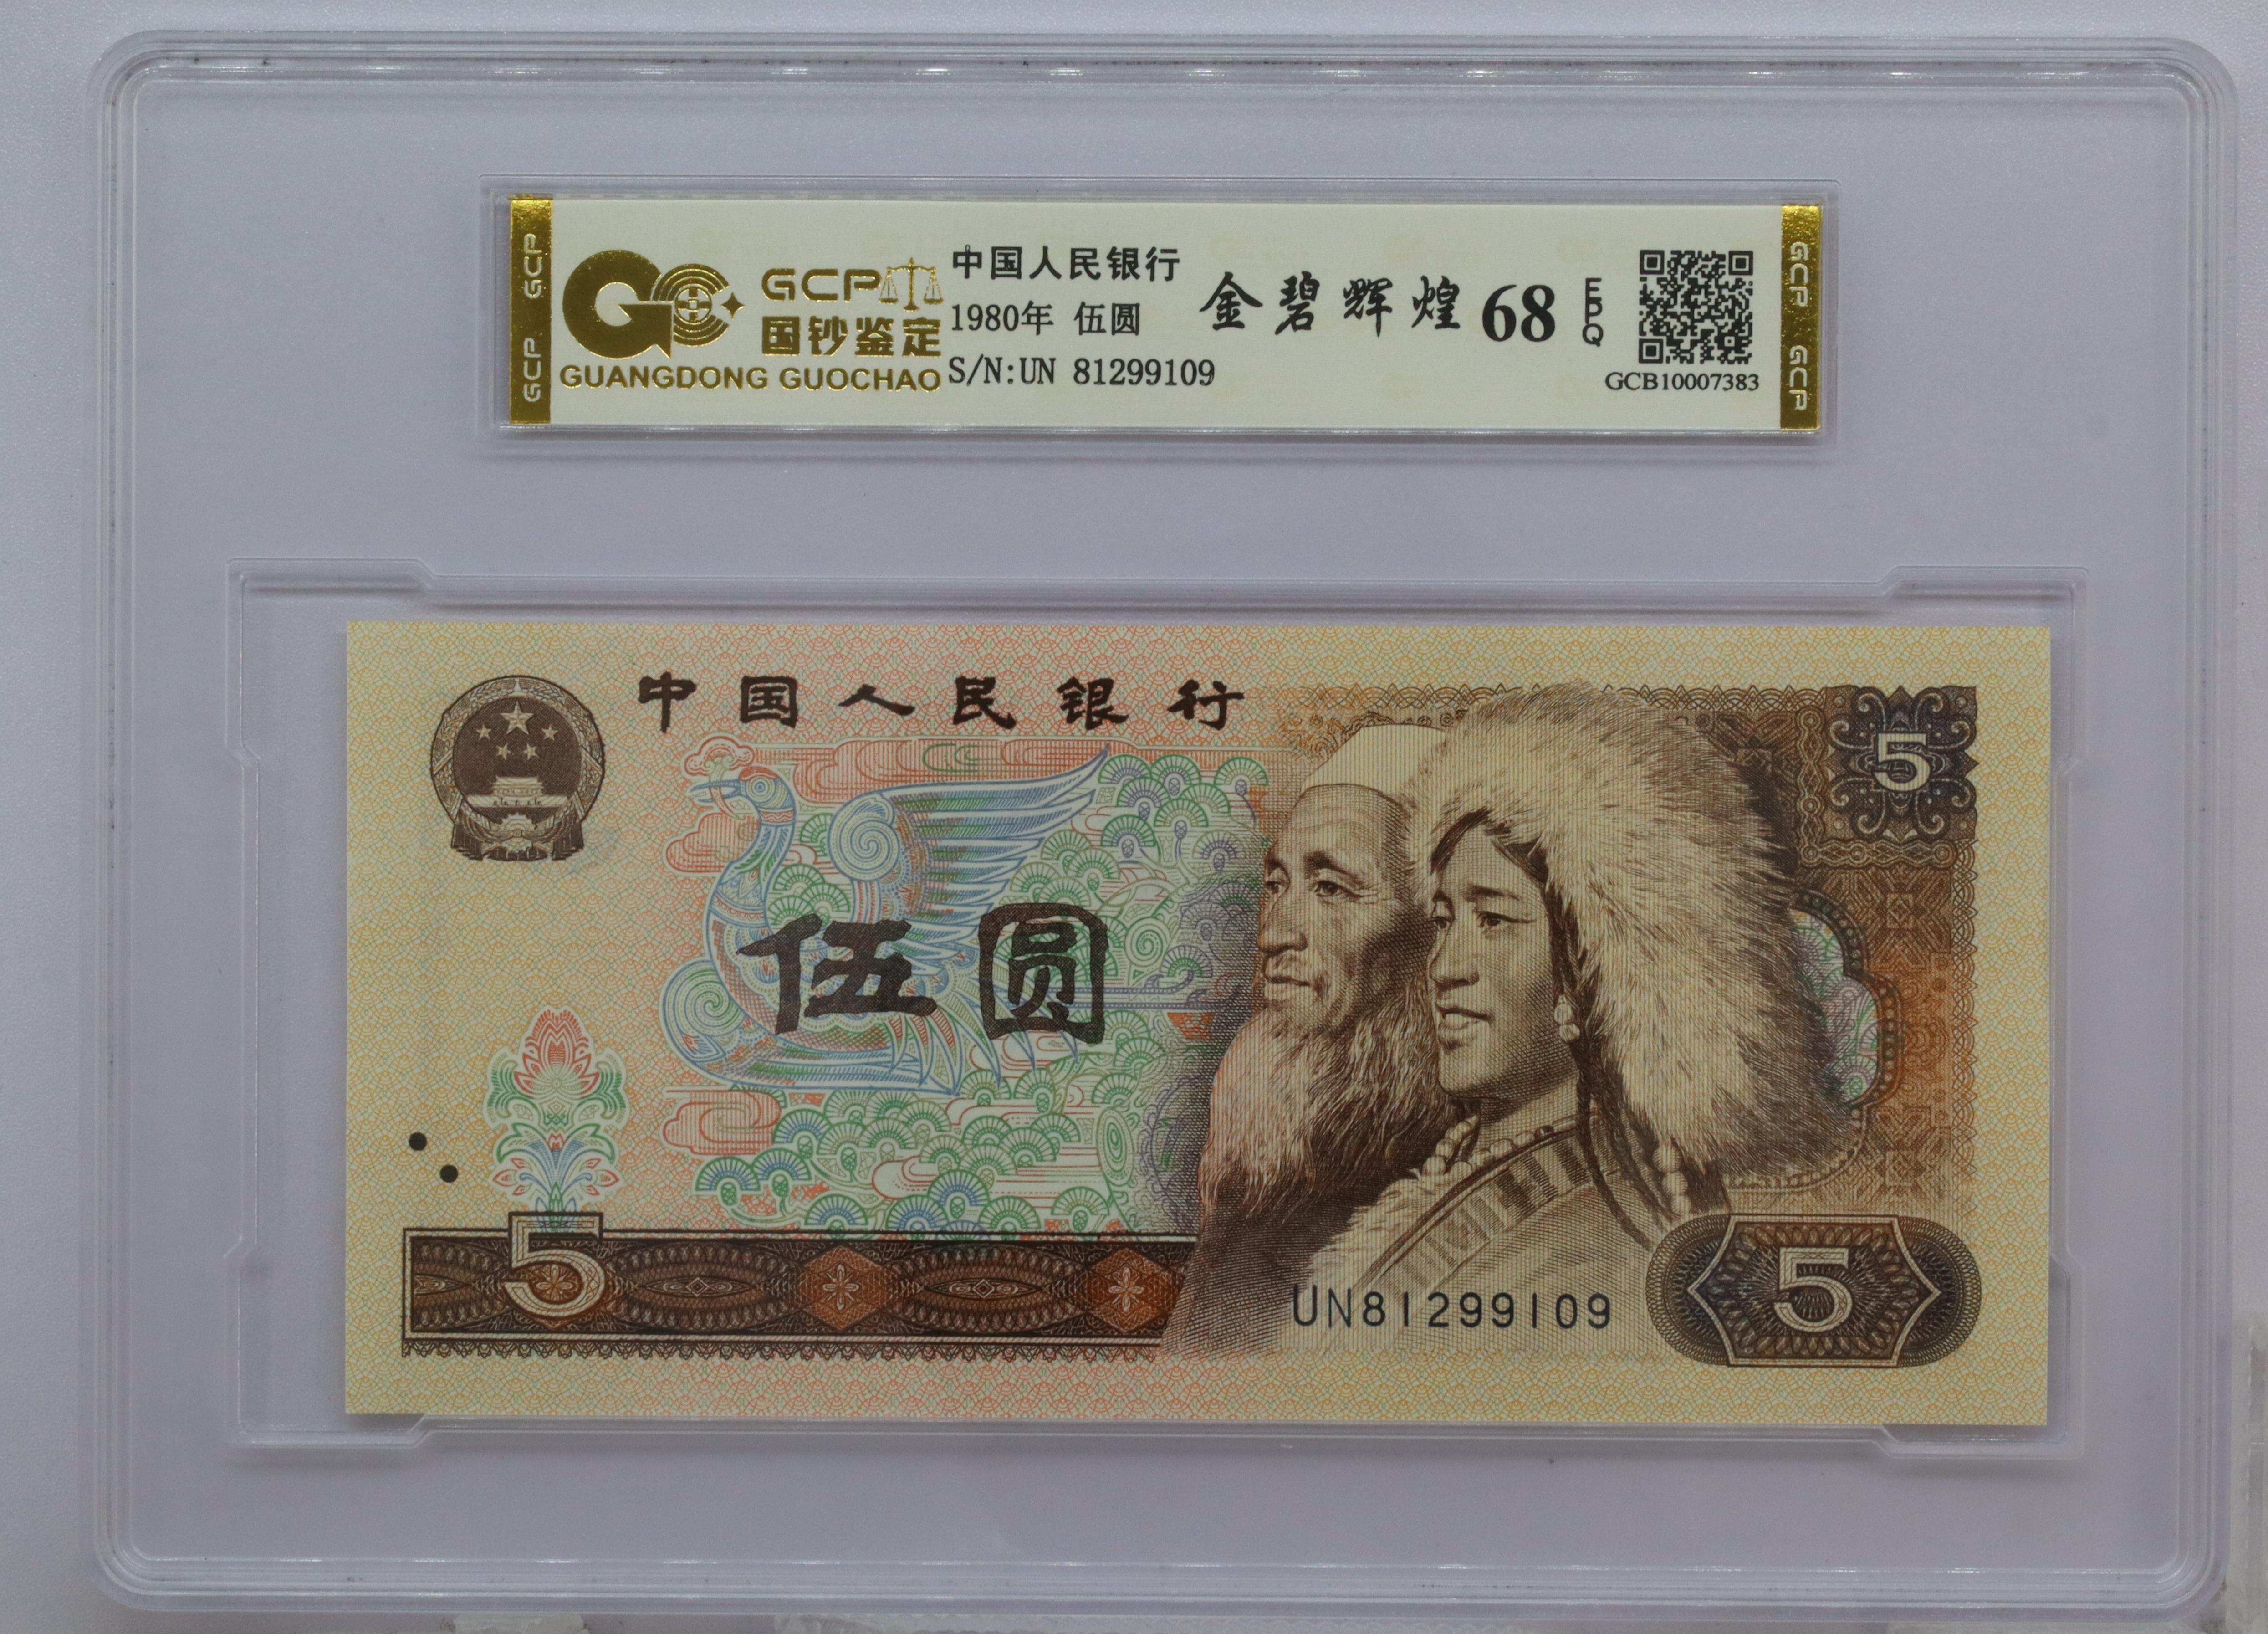 GCP GCP
GCP
国钞鉴定
GUANGDONG GUOCHAO
中国人民银行
1980年 伍圆
S/N:UN 81299109
金碧辉煌 68 EPQ
GCB10007383
GCP GCP
中国人民银行
5
伍圆
5
UN81299109
5